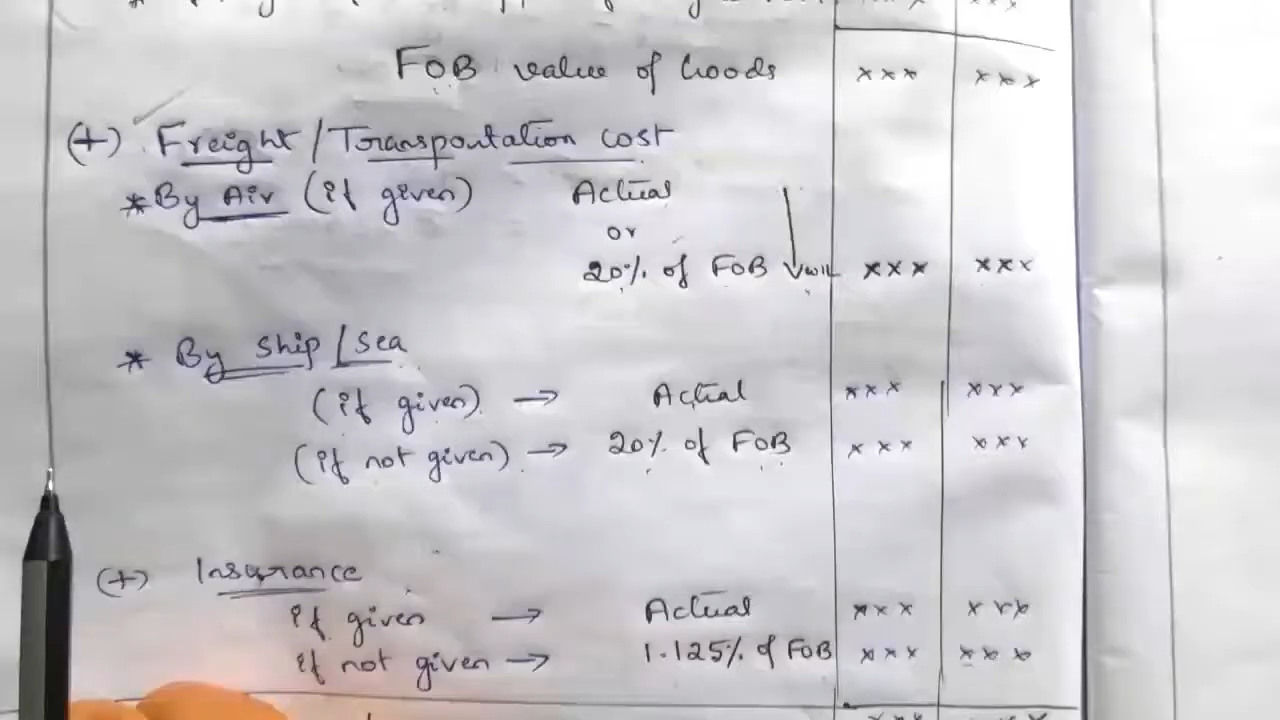 FOB value of Goods xxx xxx
(+) Freight / Transportation cost
* By Air (if given) Actual
or
20% of FOB ↓ W.I.L xxx xxx
* By Ship / Sea
(if given) → Actual xxx xxx
(if not given) → 20% of FOB xxx xxx
(+) Insurance
if given → Actual xxx xxx
if not given → 1.125% of FOB xxx xxx
xxx